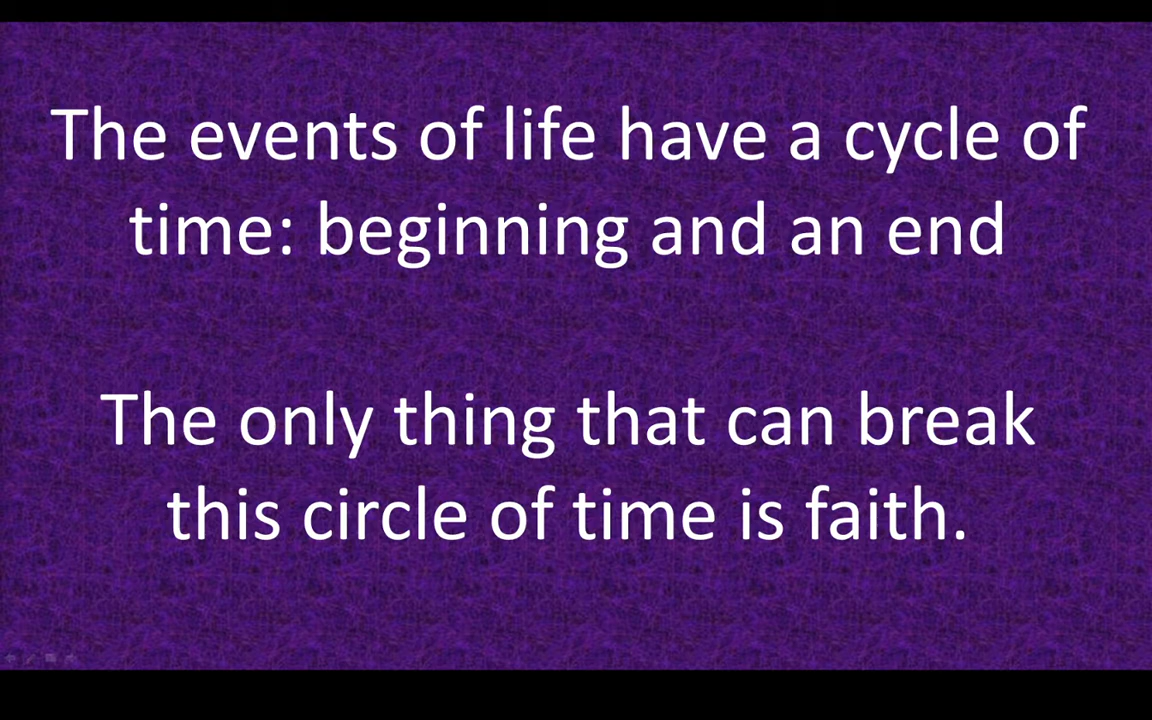 The events of life have a cycle of
time: beginning and an end
The only thing that can break
this circle of time is faith.